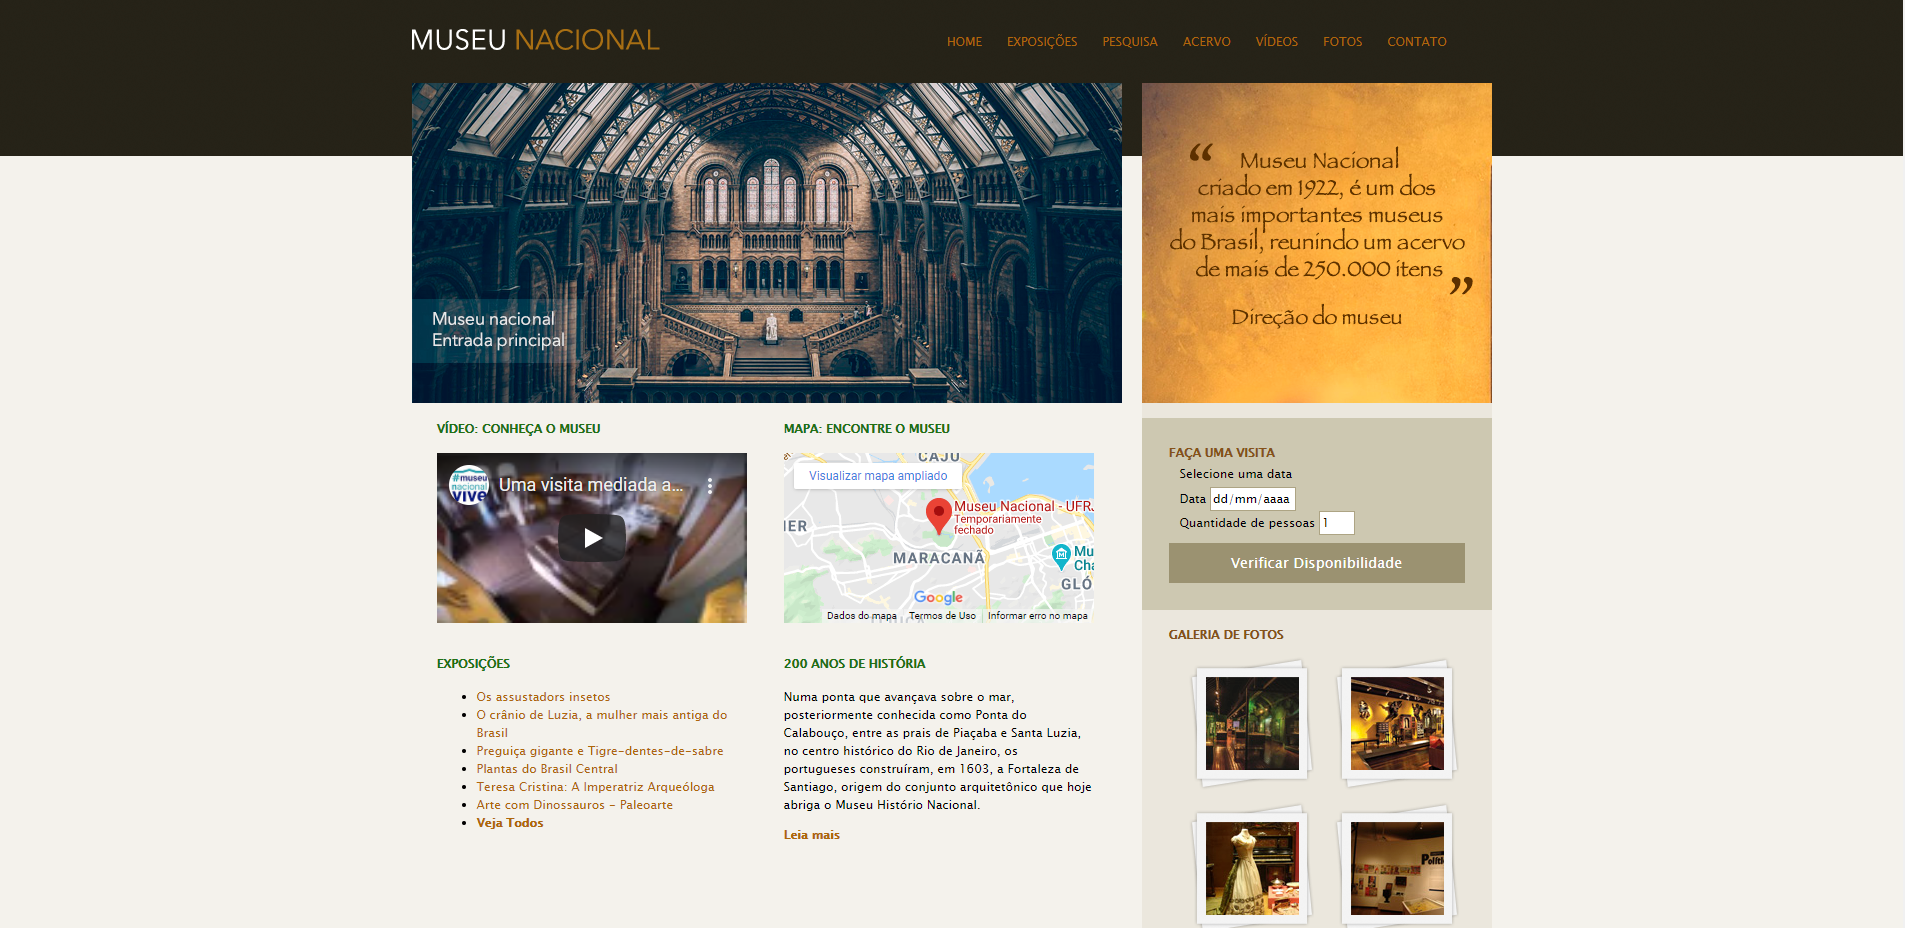 MUSEU NACIONAL
HOME EXPOSIÇÕES PESQUISA ACERVO VÍDEOS FOTOS CONTATO
Museu nacional
Entrada principal
“ Museu Nacional
criado em 1922, é um dos
mais importantes museus
do Brasil, reunindo um acervo
de mais de 250.000 itens ”
Direção do museu
VÍDEO: CONHEÇA O MUSEU
#museu
nacional
vive
Uma visita mediada a...
MAPA: ENCONTRE O MUSEU
CAJU
Visualizar mapa ampliado
IER
Museu Nacional - UFRJ
Temporariamente
fechado
MARACANÃ
Mu
Cha
GLÓ
Google
Dados do mapa Termos de Uso Informar erro no mapa
FAÇA UMA VISITA
Selecione uma data
Data dd/mm/aaaa
Quantidade de pessoas 1
Verificar Disponibilidade
EXPOSIÇÕES
Os assustadors insetos
O crânio de Luzia, a mulher mais antiga do
Brasil
Preguiça gigante e Tigre-dentes-de-sabre
Plantas do Brasil Central
Teresa Cristina: A Imperatriz Arqueóloga
Arte com Dinossauros - Paleoarte
Veja Todos
200 ANOS DE HISTÓRIA
Numa ponta que avançava sobre o mar,
posteriormente conhecida como Ponta do
Calabouço, entre as prais de Piaçaba e Santa Luzia,
no centro histórico do Rio de Janeiro, os
portugueses construíram, em 1603, a Fortaleza de
Santiago, origem do conjunto arquitetônico que hoje
abriga o Museu Histório Nacional.
Leia mais
GALERIA DE FOTOS
Polític